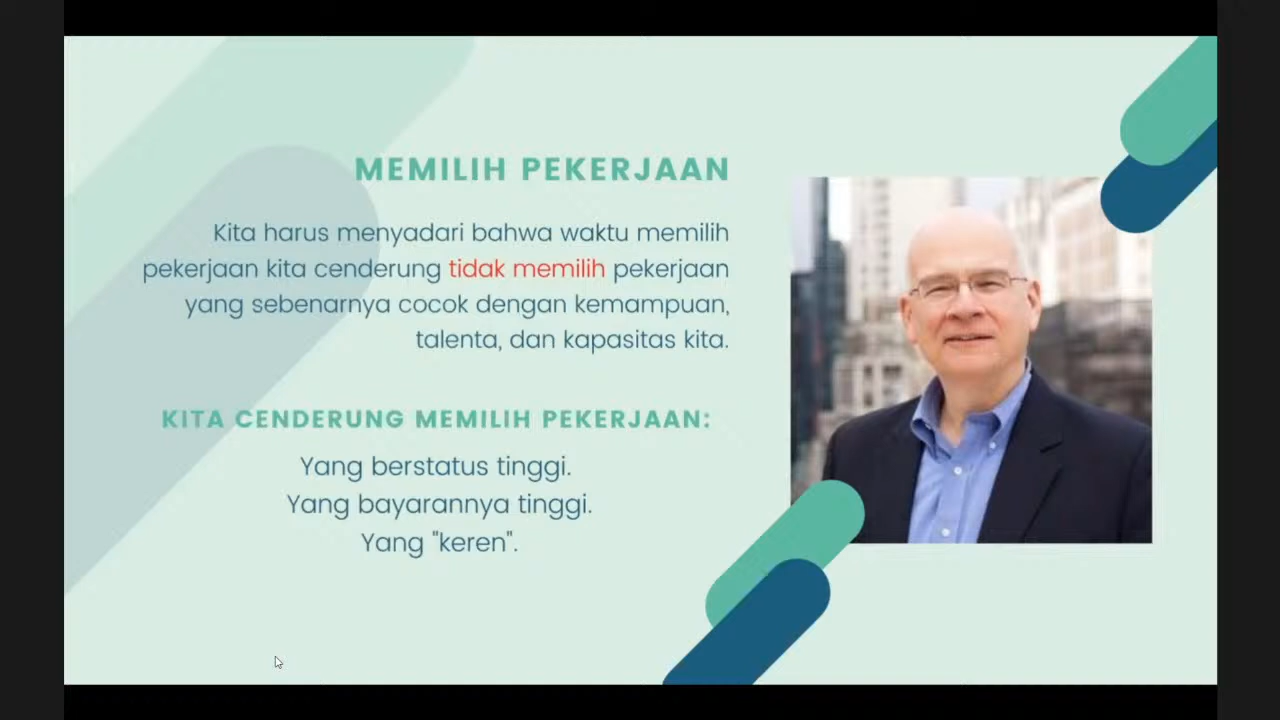 MEMILIH PEKERJAAN
Kita harus menyadari bahwa waktu memilih
pekerjaan kita cenderung tidak memilih pekerjaan
yang sebenarnya cocok dengan kemampuan,
talenta, dan kapasitas kita.
KITA CENDERUNG MEMILIH PEKERJAAN:
Yang berstatus tinggi.
Yang bayarannya tinggi.
Yang "keren".